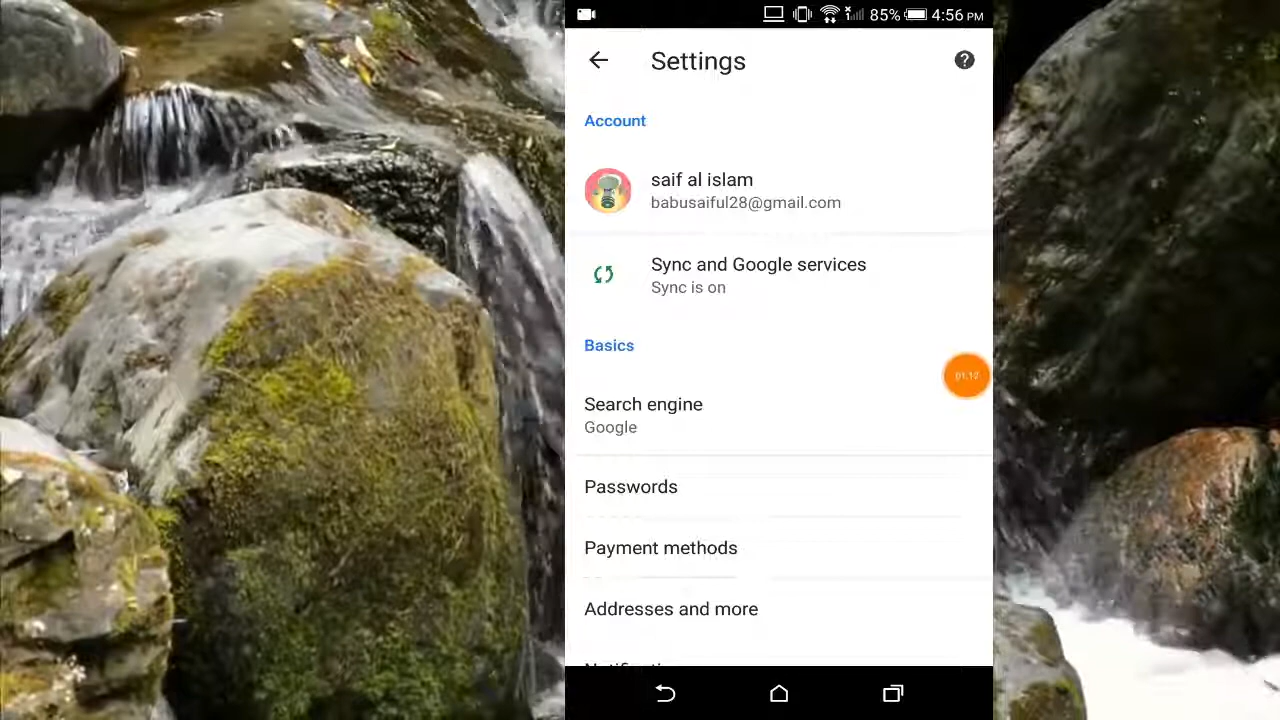 85% 4:56 PM
Settings
Account
saif al islam
babusaiful28@gmail.com
Sync and Google services
Sync is on
Basics
Search engine
Google
Passwords
Payment methods
Addresses and more